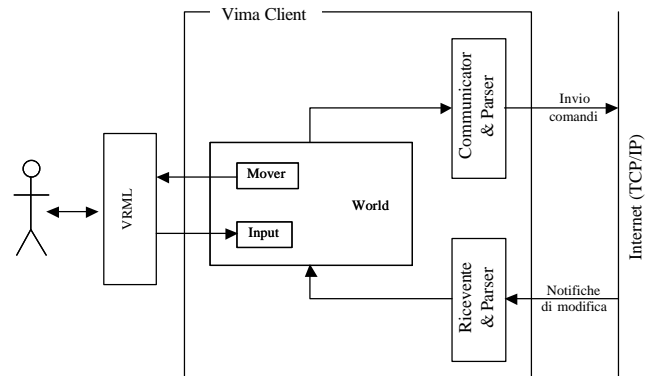 Vima Client
Communicator
& Parser
Invio
comandi
Mover
World
VRML
Input
Internet (TCP/IP)
Ricevente
& Parser
Notifiche
di modifica